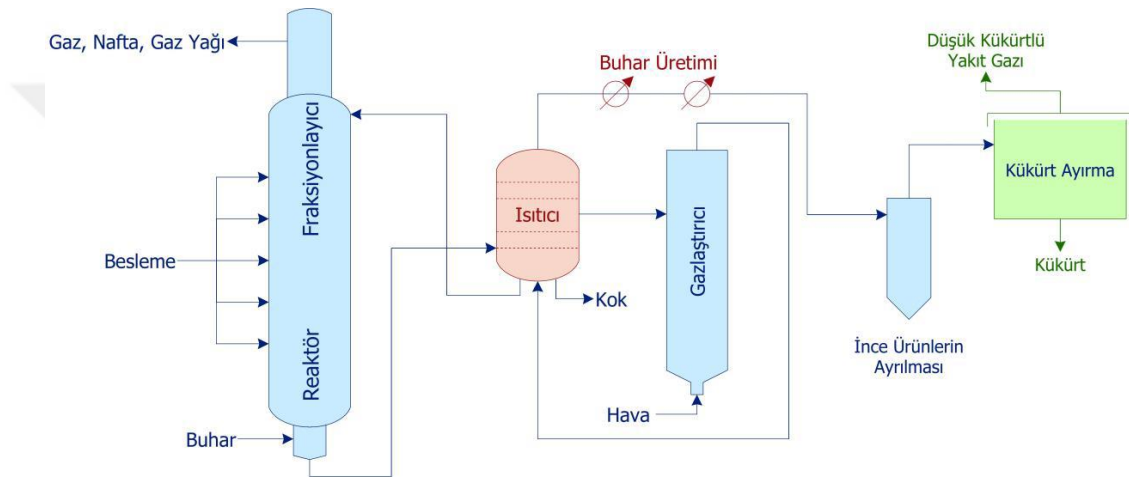 Gaz, Nafta, Gaz Yağı
Buhar Üretimi
Düşük Kükürtlü
Yakıt Gazı
Fraksiyonlayıcı
Kükürt Ayırma
Isıtıcı
Gazlaştırıcı
Besleme
Kükürt
Kok
Reaktör
İnce Ürünlerin
Ayrılması
Hava
Buhar